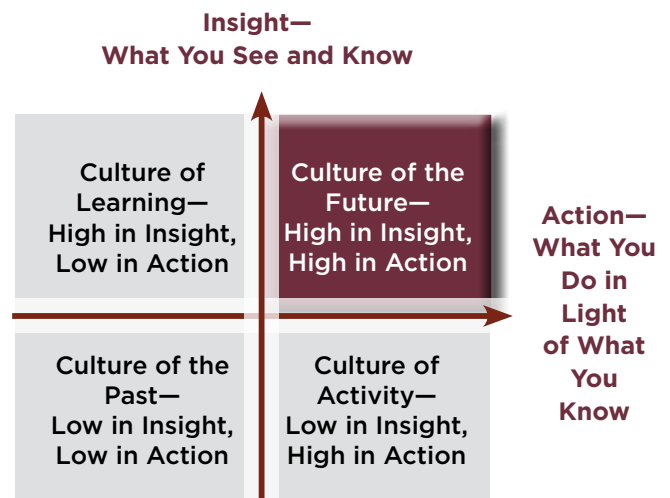 Insight—
What You See and Know
Culture of
Learning—
High in Insight,
Low in Action
Culture of the
Future—
High in Insight,
High in Action
Action—
What You
Do in
Light
of What
You
Know
Culture of the
Past—
Low in Insight,
Low in Action
Culture of
Activity—
Low in Insight,
High in Action